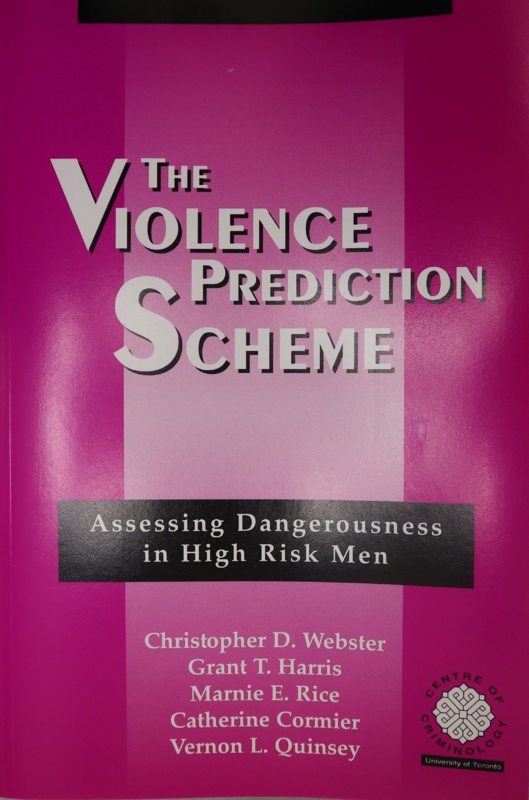 THE
VIOLENCE
PREDICTION
SCHEME
Assessing Dangerousness
in High Risk Men
Christopher D. Webster
Grant T. Harris
Marnie E. Rice
Catherine Cormier
Vernon L. Quinsey
CENTRE OF
CRIMINOLOGY
University of Toronto